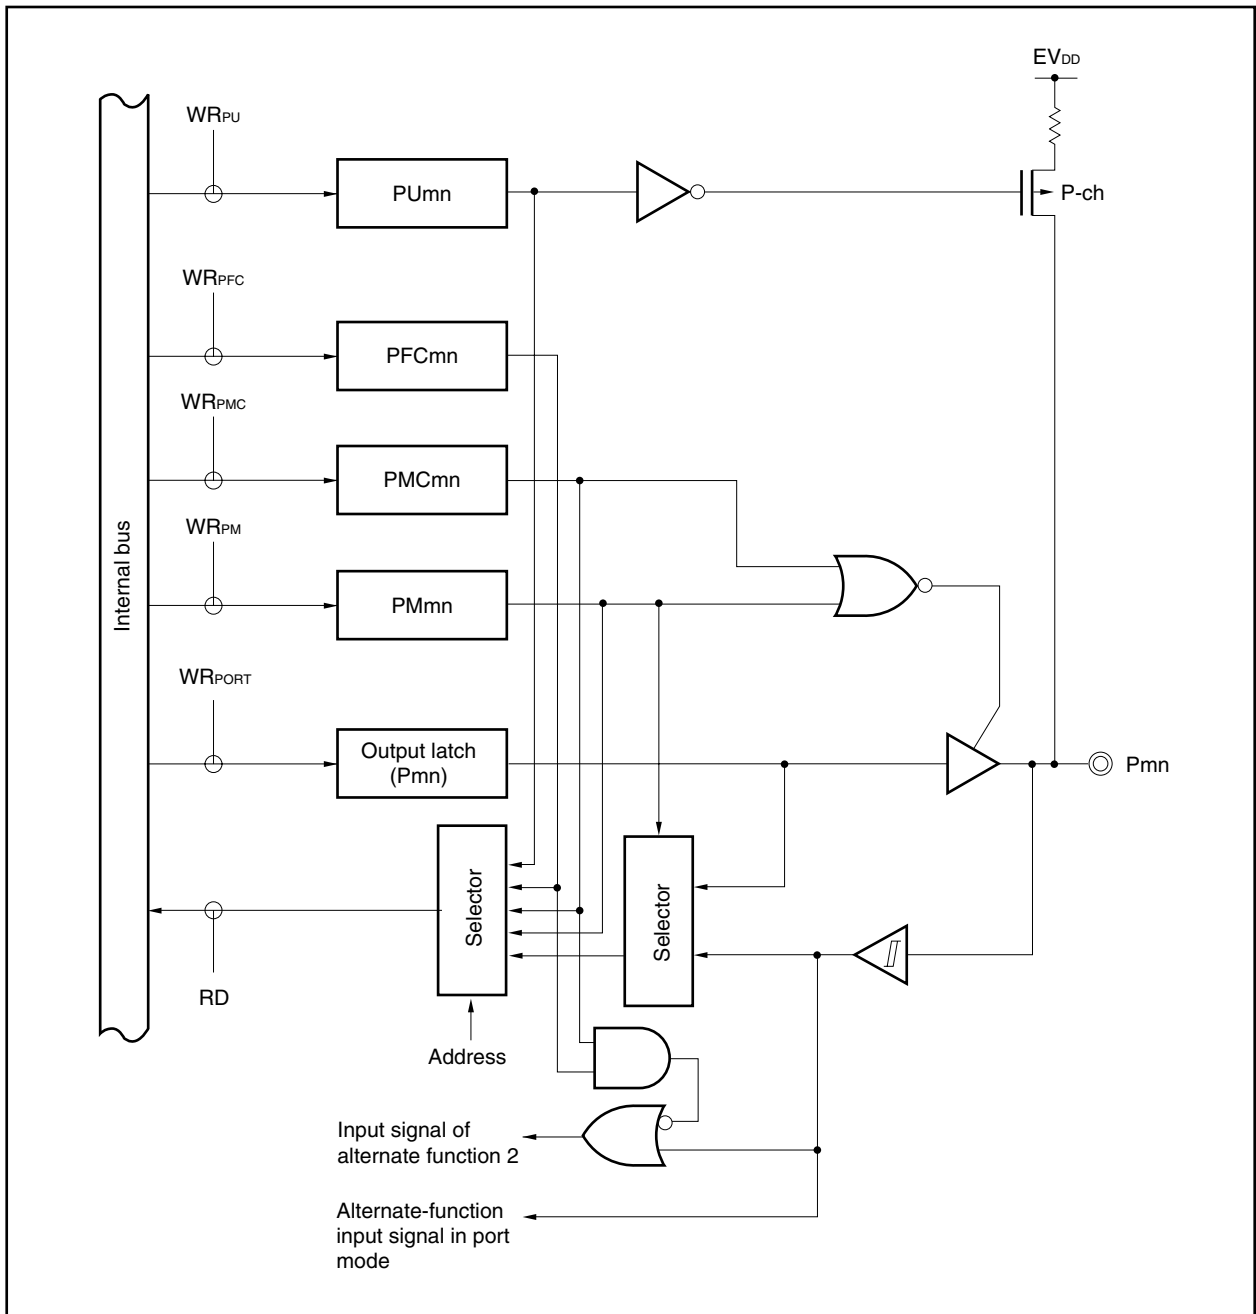 EVDD
WRPU
PUmn
P-ch
WRPFC
PFCmn
WRPMC
PMCmn
Internal bus
WRPM
PMmn
WRPORT
Output latch
(Pmn)
Pmn
Selector
Selector
RD
Address
Input signal of
alternate function 2
Alternate-function
input signal in port
mode